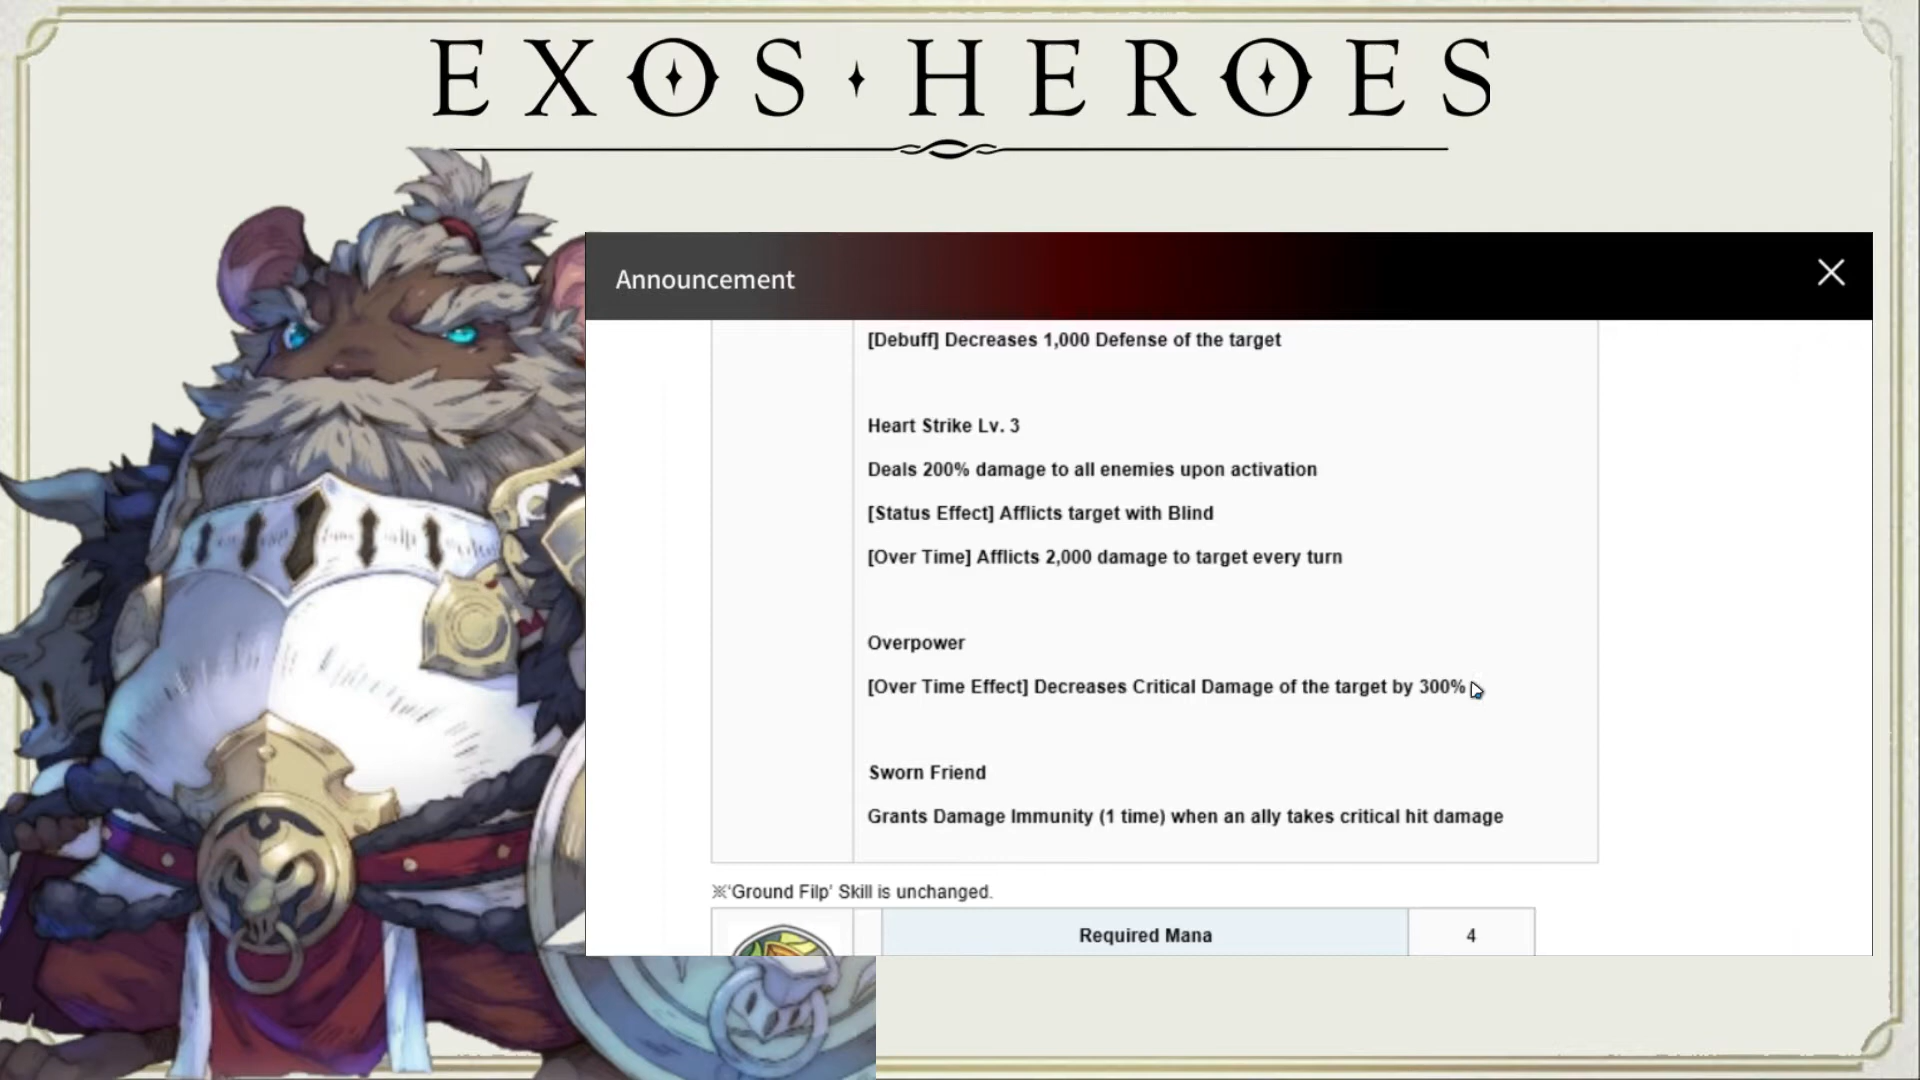 EXOS HEROES
Announcement
[Debuff] Decreases 1,000 Defense of the target
Heart Strike Lv. 3
Deals 200% damage to all enemies upon activation
[Status Effect] Afflicts target with Blind
[Over Time] Afflicts 2,000 damage to target every turn
Overpower
[Over Time Effect] Decreases Critical Damage of the target by 300%
Sworn Friend
Grants Damage Immunity (1 time) when an ally takes critical hit damage
※'Ground Filp' Skill is unchanged.
Required Mana 4